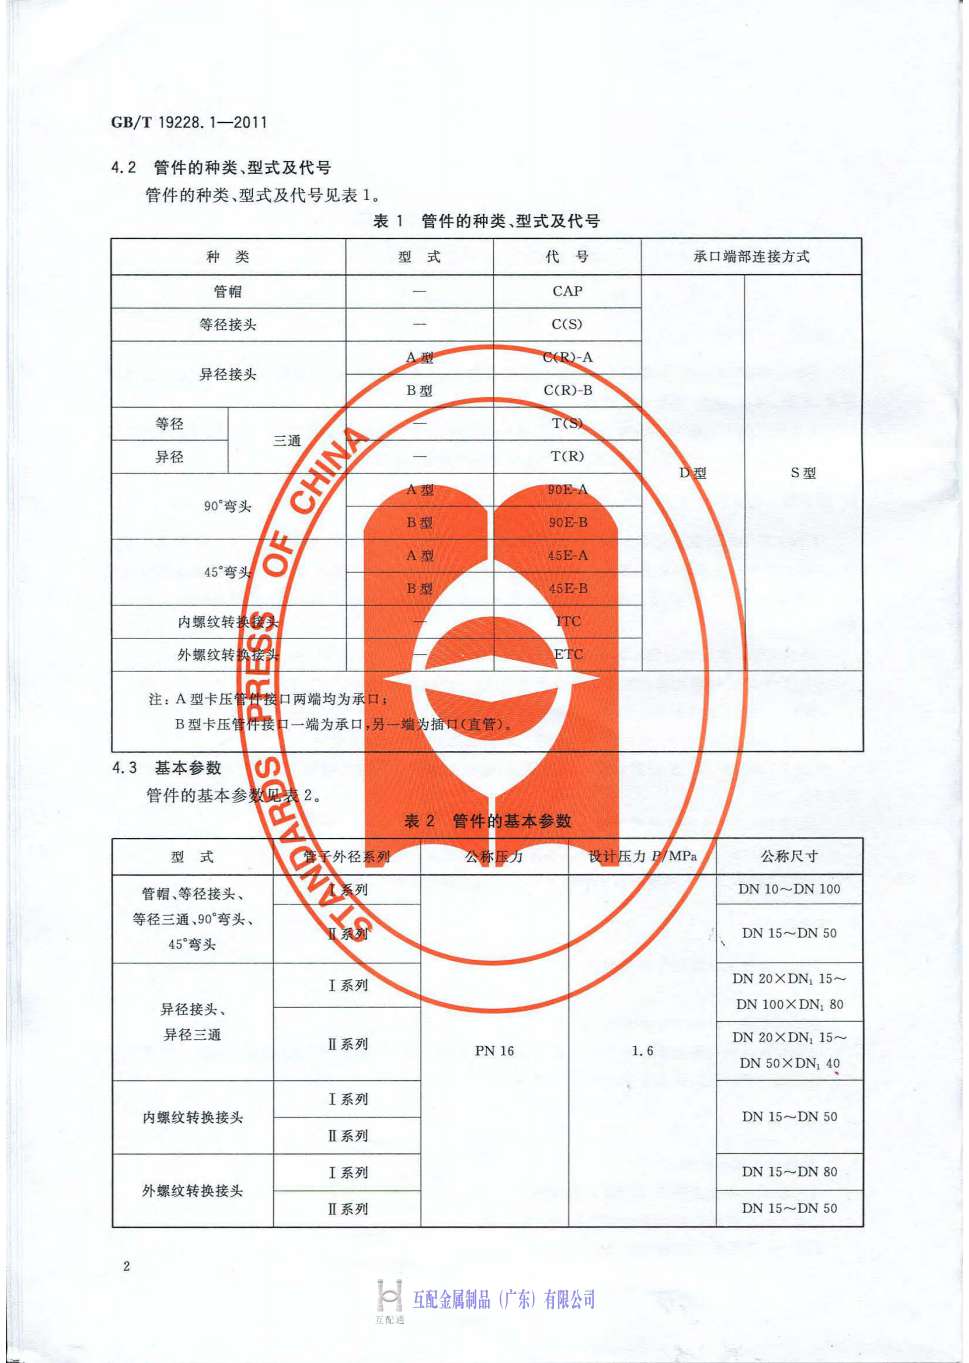 GB/T 19228.1—2011
4.2 管件的种类、型式及代号
管件的种类、型式及代号见表 1。
表 1 管件的种类、型式及代号
种 类 型 式 代 号 承口端部连接方式
管帽 — CAP
等径接头 — C(S)
异径接头 A 型 C(R)-A
B 型 C(R)-B
等径 三通 — T(S)
异径 — T(R)
D 型 S 型
90°弯头 A 型 90E-A
B 型 90E-B
45°弯头 A 型 45E-A
B 型 45E-B
内螺纹转换接头 — ITC
外螺纹转换接头 — ETC
注：A 型卡压管件接口两端均为承口；
B 型卡压管件接口一端为承口，另一端为插口(直管)。
4.3 基本参数
管件的基本参数见表 2。
表 2 管件的基本参数
型 式 管子外径系列 公称压力 设计压力 P/MPa 公称尺寸
管帽、等径接头、
等径三通、90°弯头、
45°弯头
Ⅰ系列 DN 10～DN 100
Ⅱ系列 DN 15～DN 50
异径接头、
异径三通
Ⅰ系列 DN 20×DN₁ 15～
DN 100×DN₁ 80
Ⅱ系列 DN 20×DN₁ 15～
DN 50×DN₁ 40
PN 16 1.6
内螺纹转换接头 Ⅰ系列 DN 15～DN 50
Ⅱ系列
外螺纹转换接头 Ⅰ系列 DN 15～DN 80
Ⅱ系列 DN 15～DN 50
STANDARDS PRESS OF CHINA
2
互配金属制品（广东）有限公司
互配通